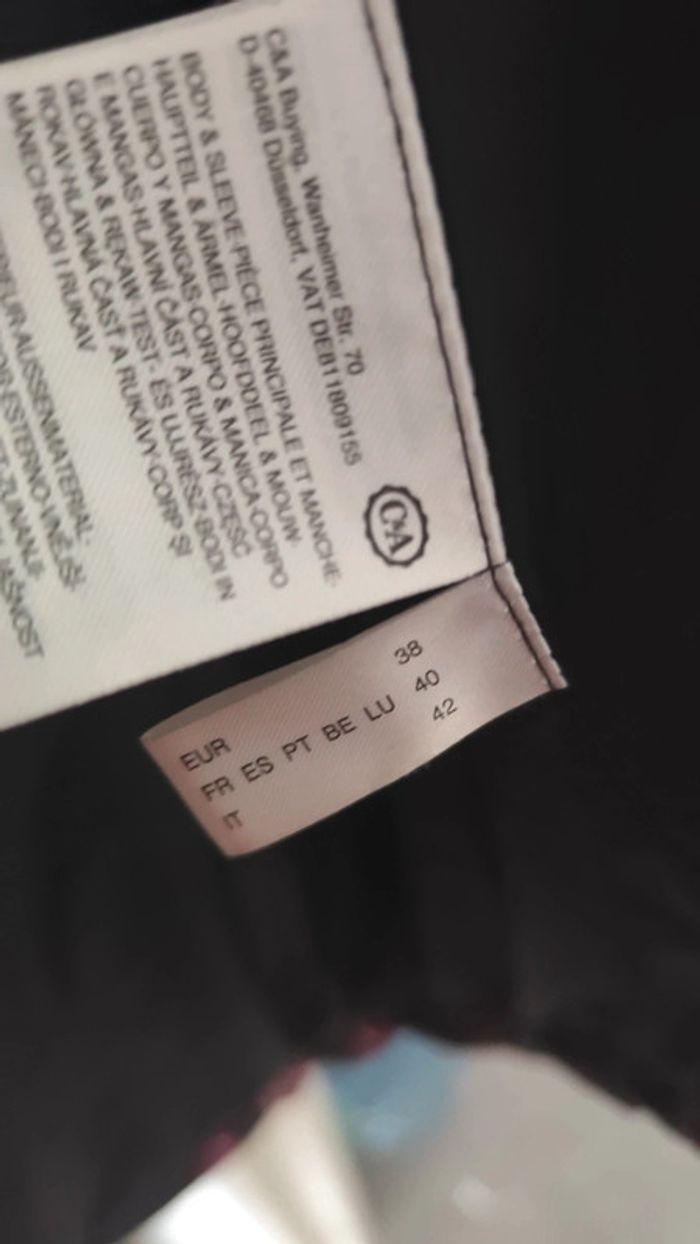 C&A Buying, Wanheimer Str. 70
D-40468 Düsseldorf, VAT DE811809155
BODY & SLEEVE-PIÈCE PRINCIPALE ET MANCHE-
HAUPTTEIL & ÄRMEL-HOOFDDEEL & MOUW-
CUERPO Y MANGAS-CORPO & MANICA-CORPO
E MANGAS-HLAVNÍ ČÁST A RUKÁVY-CZĘŚĆ
GŁÓWNA & RĘKAW-TEST- ÉS UJJRÉSZ-BODI IN
ROKAV-HLAVNÁ ČASŤ A RUKÁVY-CORP ȘI
MÂNECI-BODI I RUKAV
C&A
EUR 38
FR ES PT BE LU 40
IT 42